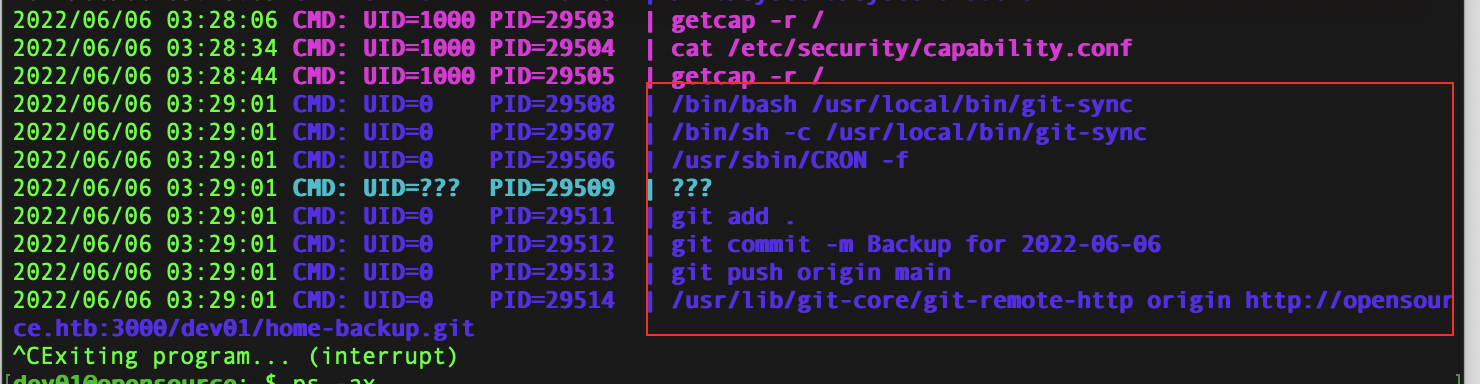 2022/06/06 03:28:06 CMD: UID=1000 PID=29503 | getcap -r /
2022/06/06 03:28:34 CMD: UID=1000 PID=29504 | cat /etc/security/capability.conf
2022/06/06 03:28:44 CMD: UID=1000 PID=29505 | getcap -r /
2022/06/06 03:29:01 CMD: UID=0 PID=29508 | /bin/bash /usr/local/bin/git-sync
2022/06/06 03:29:01 CMD: UID=0 PID=29507 | /bin/sh -c /usr/local/bin/git-sync
2022/06/06 03:29:01 CMD: UID=0 PID=29506 | /usr/sbin/CRON -f
2022/06/06 03:29:01 CMD: UID=??? PID=29509 | ???
2022/06/06 03:29:01 CMD: UID=0 PID=29511 | git add .
2022/06/06 03:29:01 CMD: UID=0 PID=29512 | git commit -m Backup for 2022-06-06
2022/06/06 03:29:01 CMD: UID=0 PID=29513 | git push origin main
2022/06/06 03:29:01 CMD: UID=0 PID=29514 | /usr/lib/git-core/git-remote-http origin http://opensour
ce.htb:3000/dev01/home-backup.git
^CExiting program... (interrupt)
[dev01@opensource:~$ ps -ax